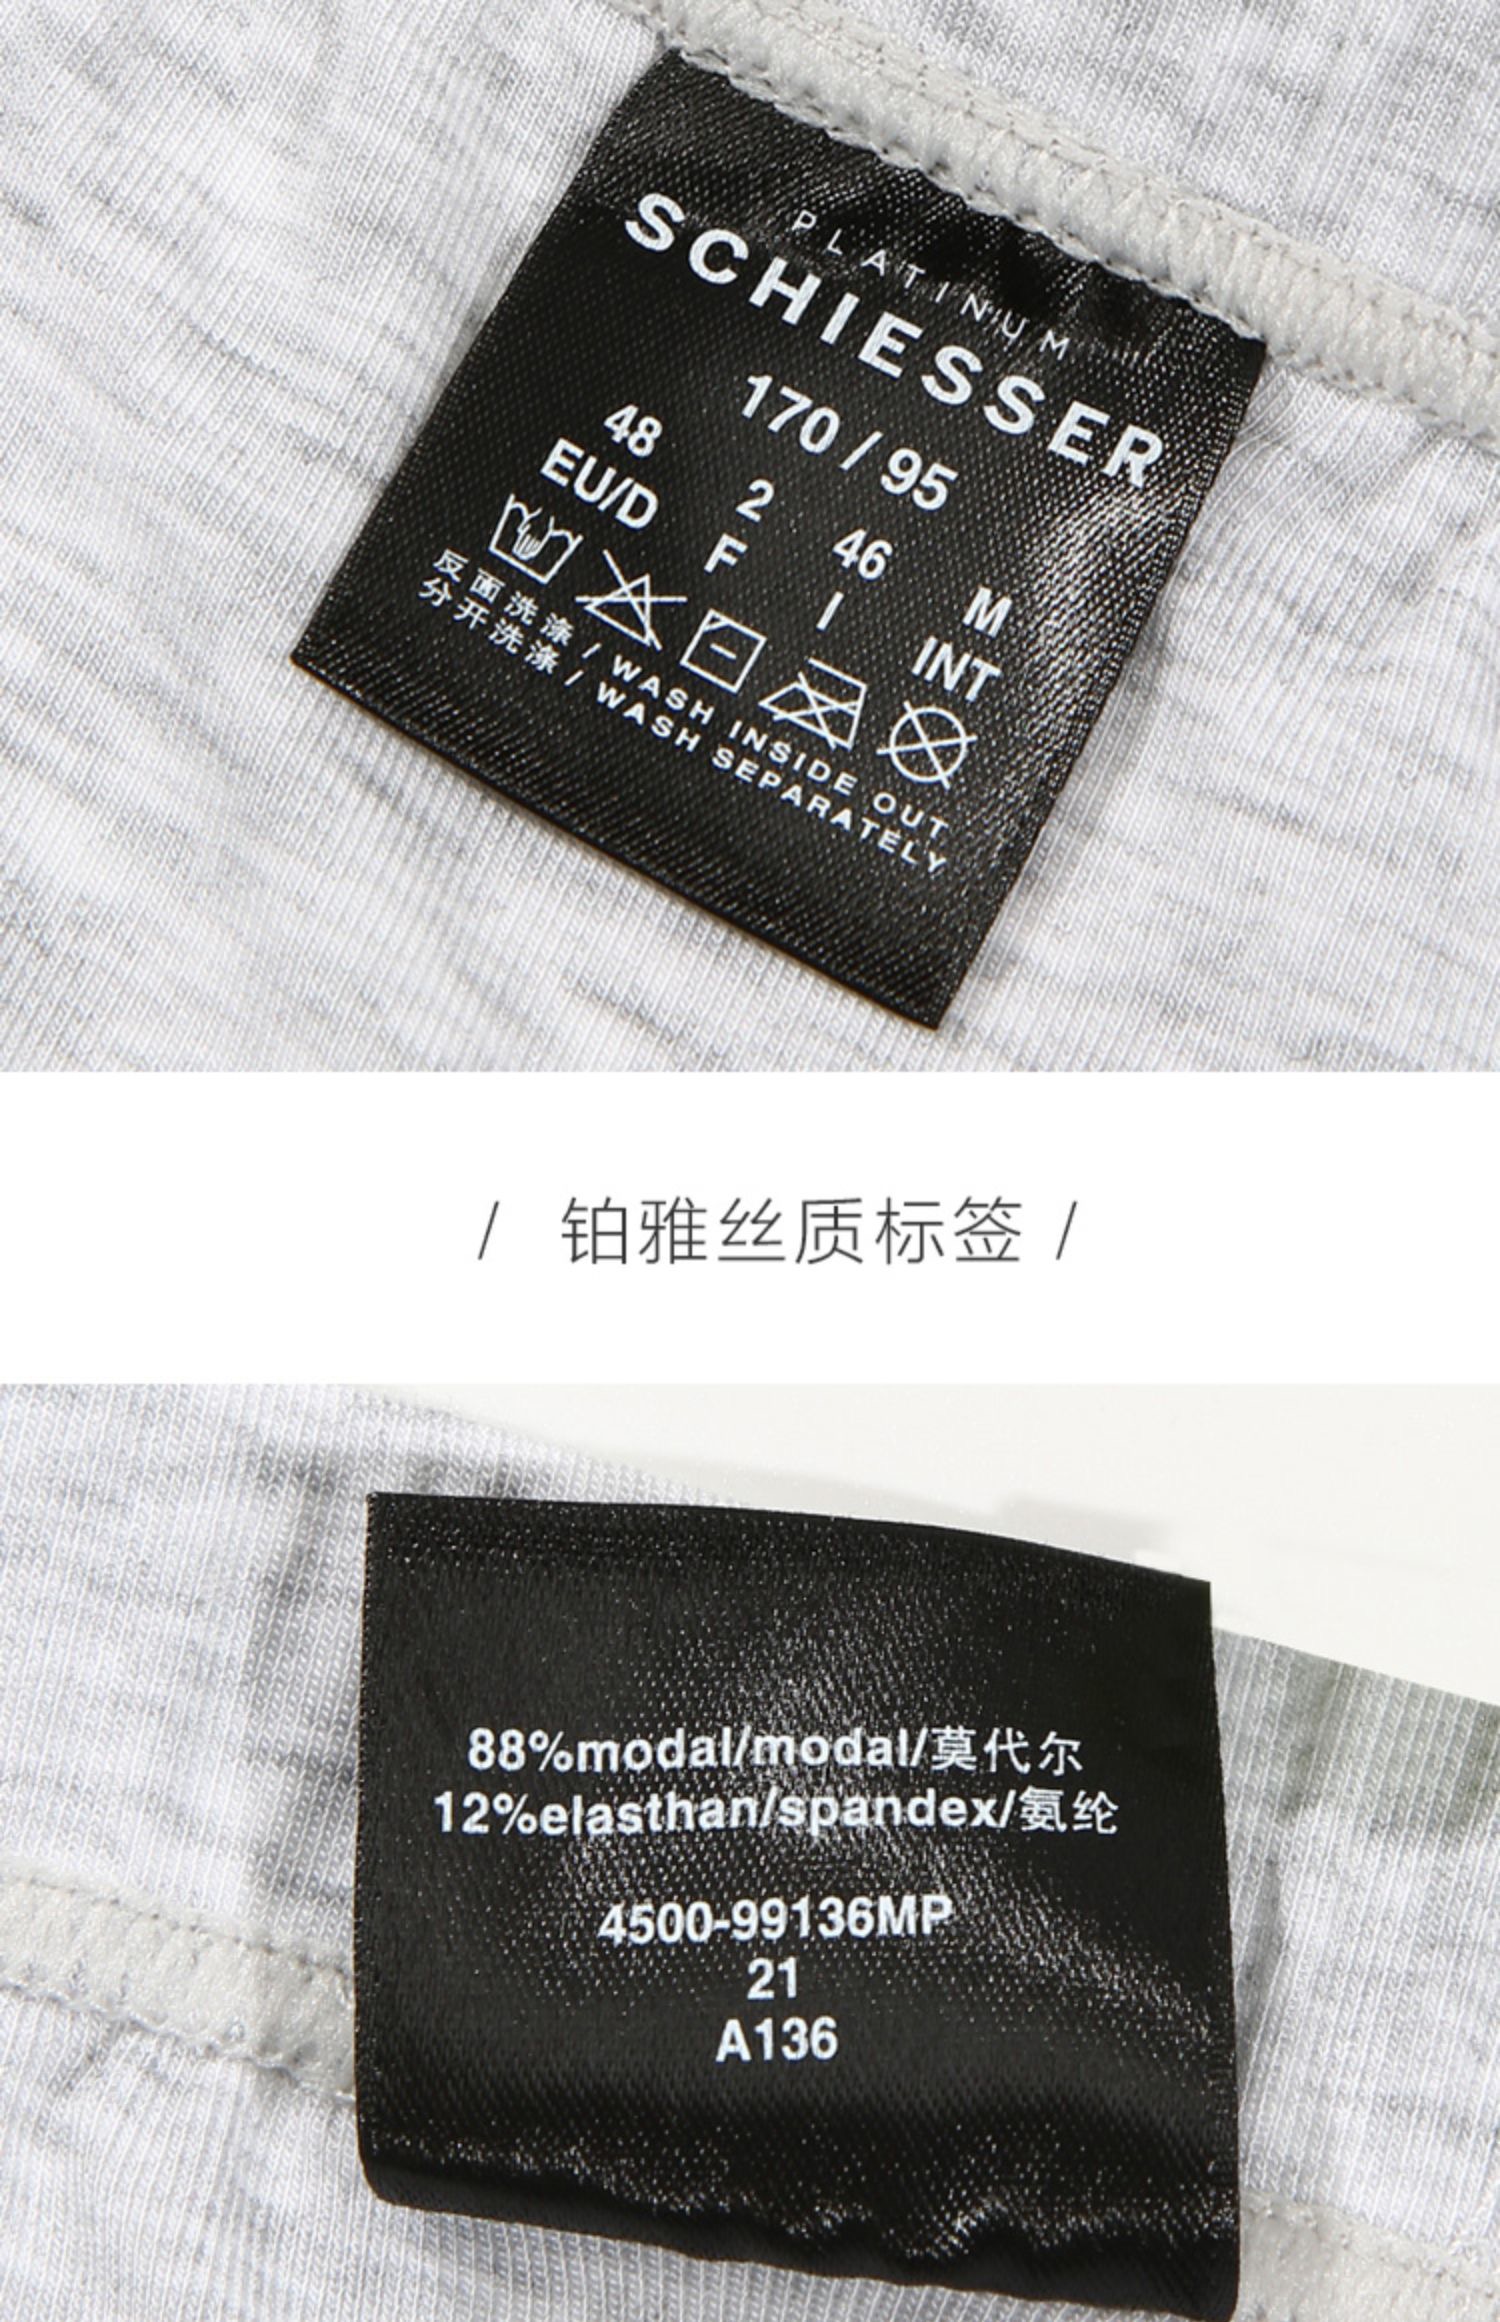 PLATINUM
SCHIESSER
170 / 95
48 2 46 M
EU/D F I INT
反面洗涤 / WASH INSIDE OUT
分开洗涤 / WASH SEPARATELY
/ 铂雅丝质标签 /
88%modal/modal/莫代尔
12%elasthan/spandex/氨纶
4500-99136MP
21
A136